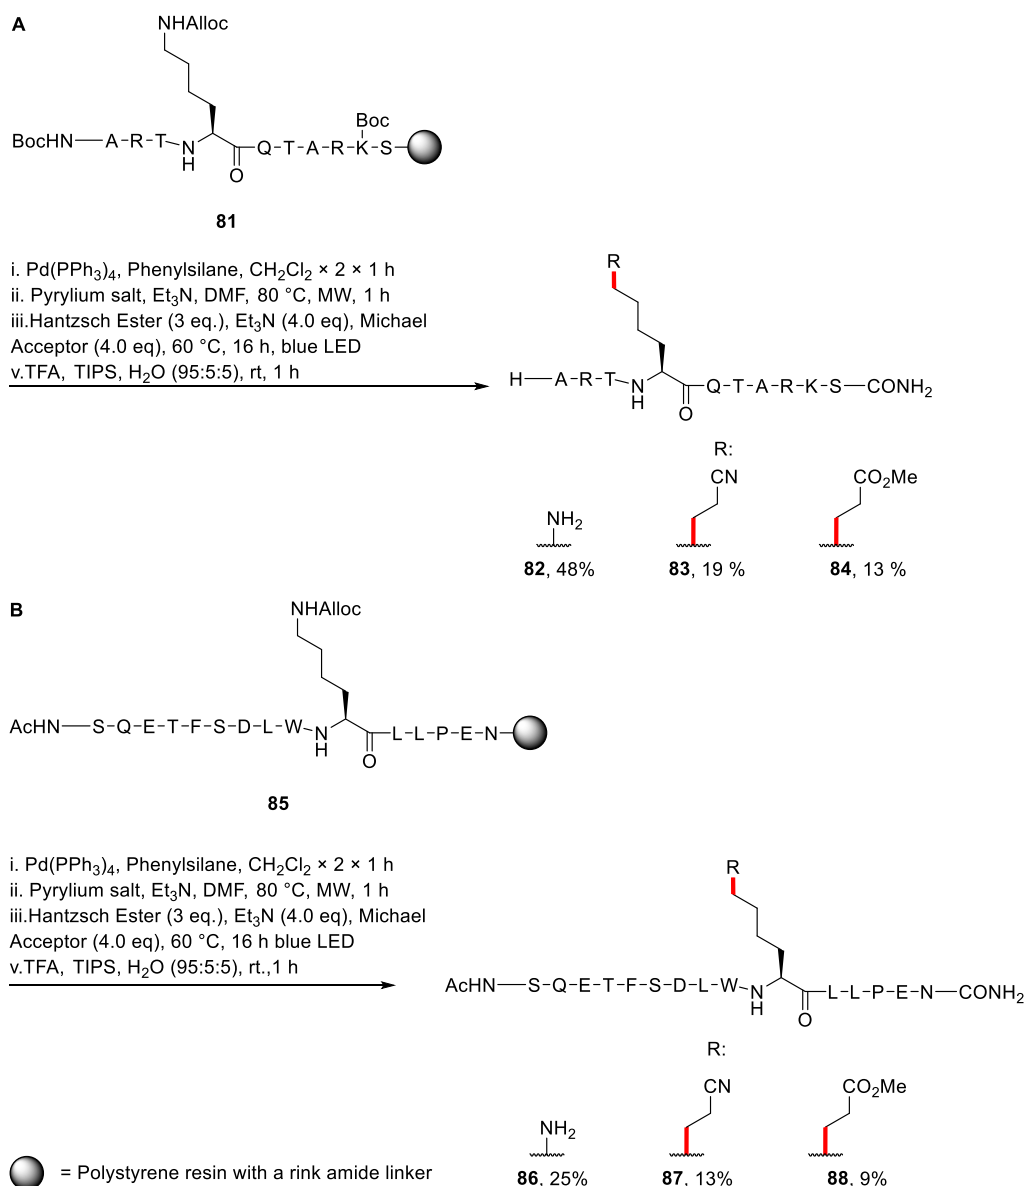 A
NHAlloc
Boc
BocHN A-R-T N H O Q-T-A-R-K-S
81
i. Pd(PPh3)4, Phenylsilane, CH2Cl2 × 2 × 1 h
ii. Pyrylium salt, Et3N, DMF, 80 °C, MW, 1 h
iii.Hantzsch Ester (3 eq.), Et3N (4.0 eq), Michael
Acceptor (4.0 eq), 60 °C, 16 h, blue LED
v.TFA, TIPS, H2O (95:5:5), rt, 1 h
R
H A-R-T N H O Q-T-A-R-K-S CONH2
R:
NH2 CN CO2Me
82, 48% 83, 19 % 84, 13 %
B
NHAlloc
AcHN S-Q-E-T-F-S-D-L-W N H O L-L-P-E-N
85
i. Pd(PPh3)4, Phenylsilane, CH2Cl2 × 2 × 1 h
ii. Pyrylium salt, Et3N, DMF, 80 °C, MW, 1 h
iii.Hantzsch Ester (3 eq.), Et3N (4.0 eq), Michael
Acceptor (4.0 eq), 60 °C, 16 h blue LED
v.TFA, TIPS, H2O (95:5:5), rt.,1 h
R
AcHN S-Q-E-T-F-S-D-L-W N H O L-L-P-E-N CONH2
R:
NH2 CN CO2Me
86, 25% 87, 13% 88, 9%
= Polystyrene resin with a rink amide linker